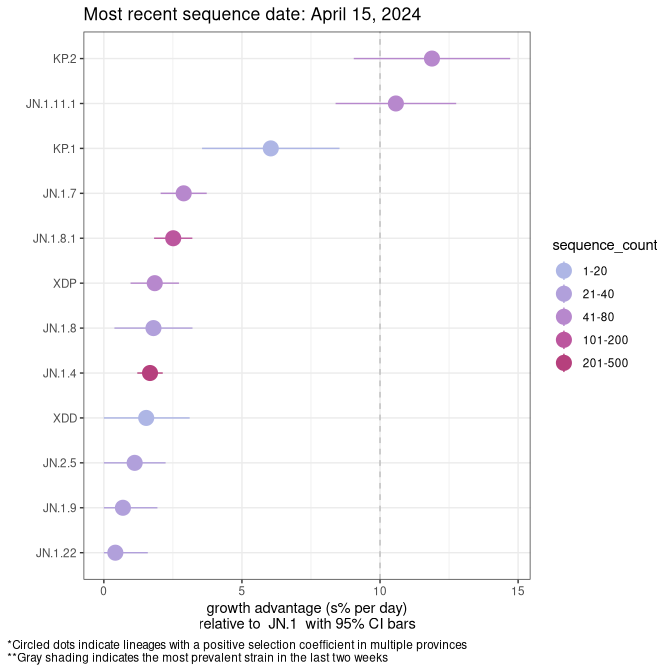 Most recent sequence date: April 15, 2024
KP.2
JN.1.11.1
KP.1
JN.1.7
JN.1.8.1
XDP
JN.1.8
JN.1.4
XDD
JN.2.5
JN.1.9
JN.1.22
0 5 10 15
growth advantage (s% per day)
relative to JN.1 with 95% CI bars
sequence_count
1-20
21-40
41-80
101-200
201-500
*Circled dots indicate lineages with a positive selection coefficient in multiple provinces
**Gray shading indicates the most prevalent strain in the last two weeks